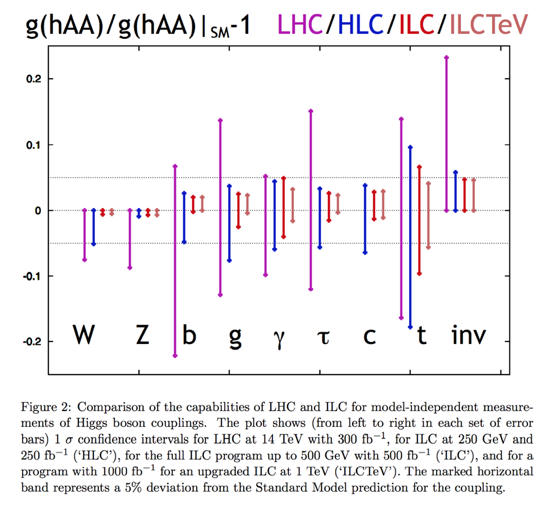 g(hAA)/g(hAA)|SM-1 LHC/HLC/ILC/ILCTeV
0.2
0.1
0
-0.1
-0.2
W Z b g γ τ c t inv
Figure 2: Comparison of the capabilities of LHC and ILC for model-independent measure-
ments of Higgs boson couplings. The plot shows (from left to right in each set of error
bars) 1 σ confidence intervals for LHC at 14 TeV with 300 fb⁻¹, for ILC at 250 GeV and
250 fb⁻¹ (‘HLC’), for the full ILC program up to 500 GeV with 500 fb⁻¹ (‘ILC’), and for a
program with 1000 fb⁻¹ for an upgraded ILC at 1 TeV (‘ILCTeV’). The marked horizontal
band represents a 5% deviation from the Standard Model prediction for the coupling.